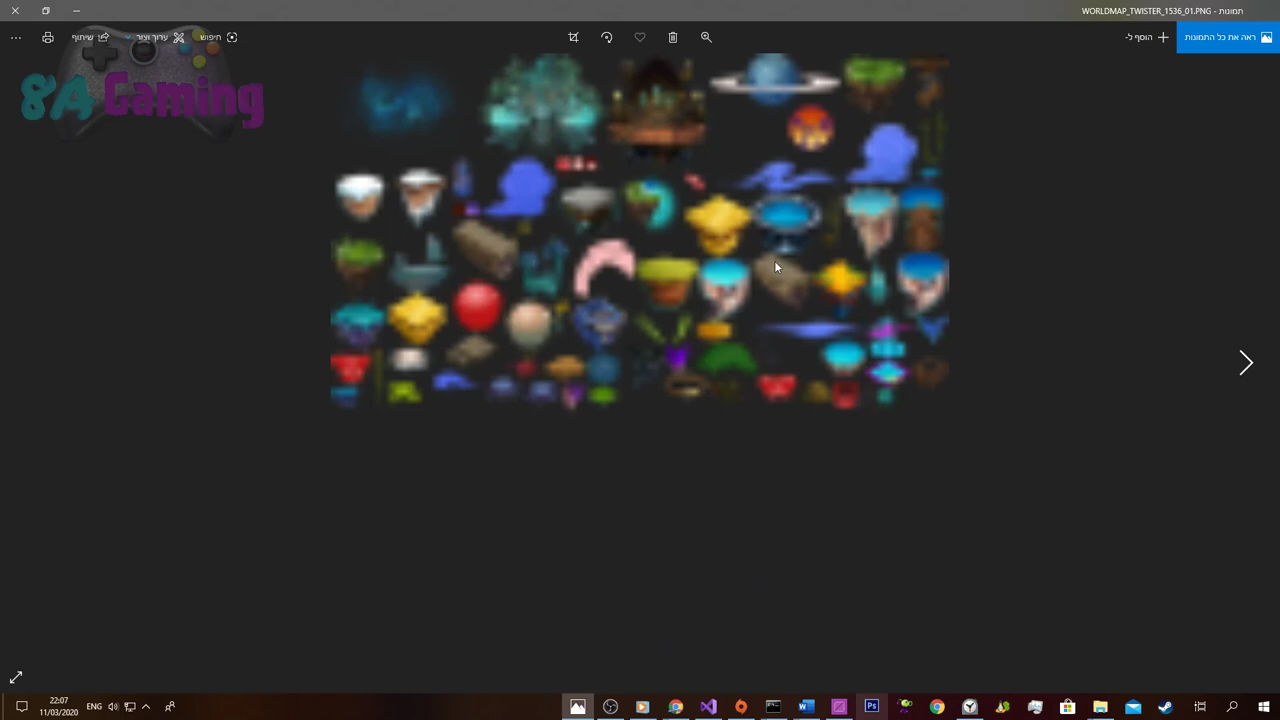 WORLDMAP_TWISTER_1536_01.PNG - תמונות
ראה את כל התמונות
הוסף ל-
חיפוש
ערוך וצור
שיתוף
8A Gaming
22:07
11/03/2020
ENG